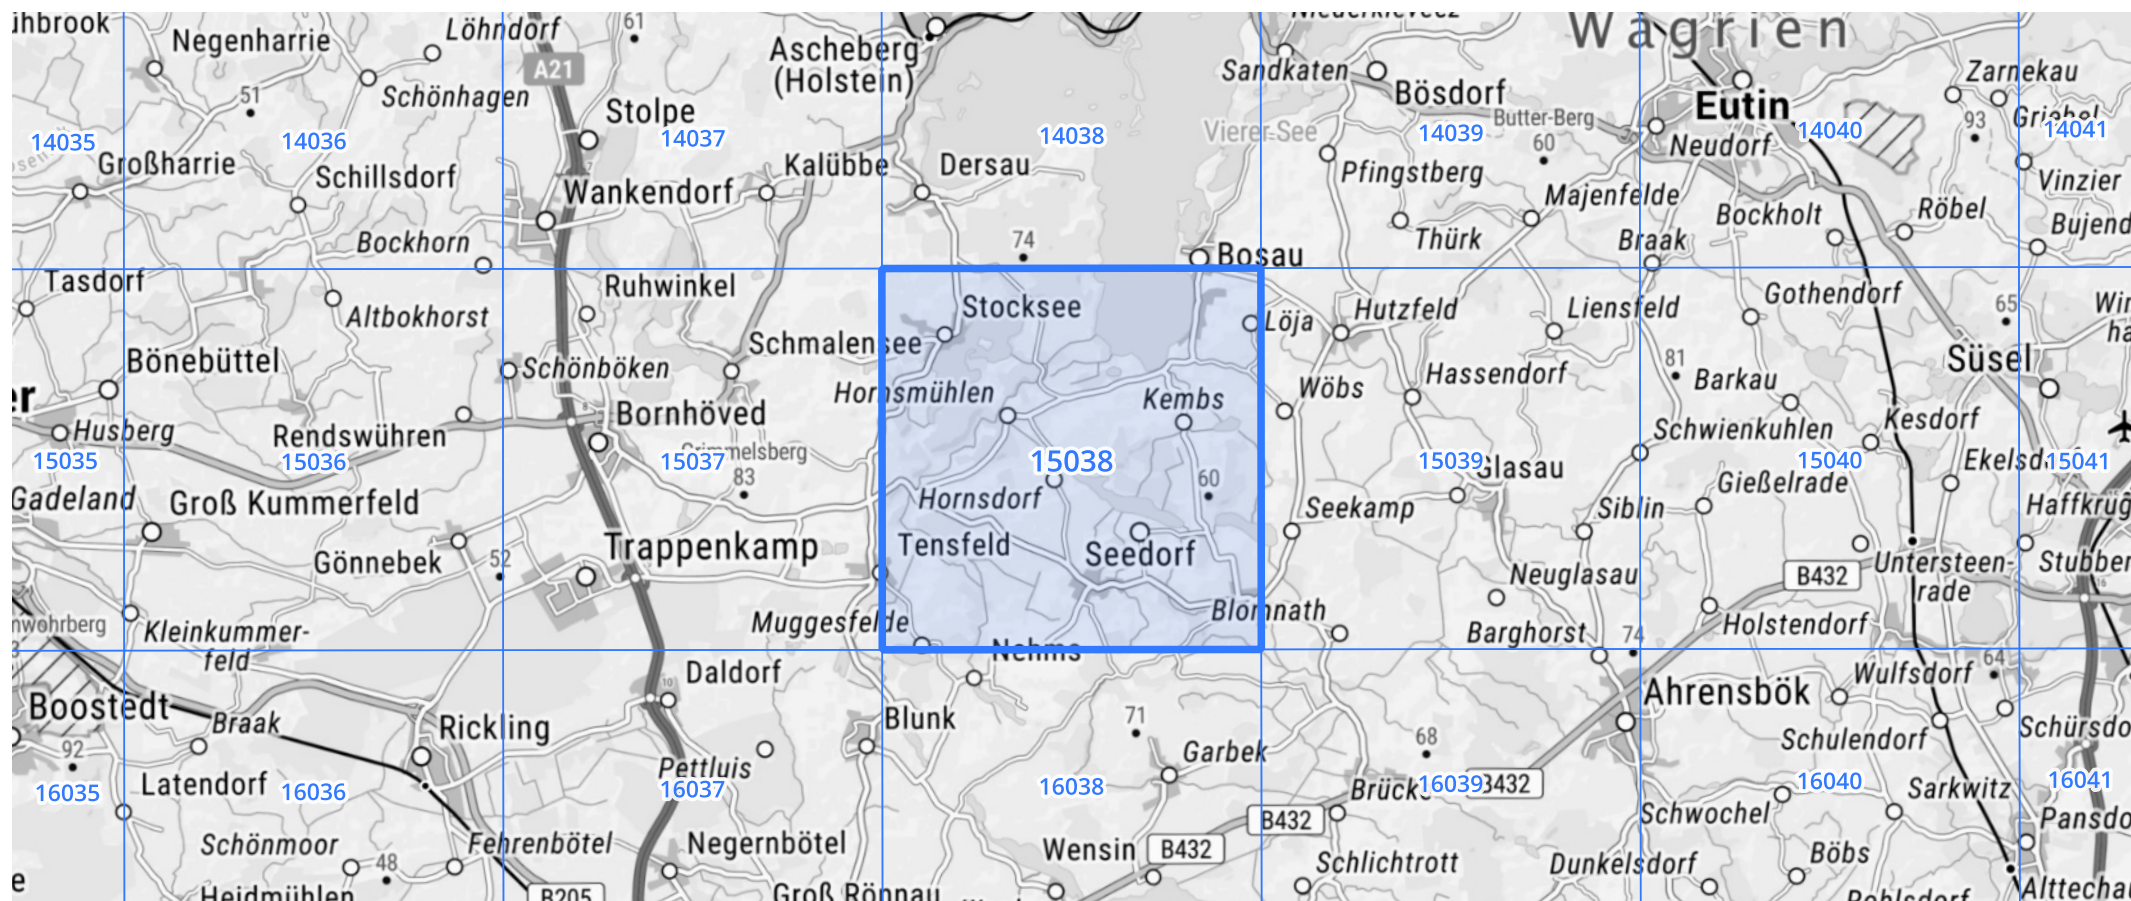 Löhndorf
61
Wagrien
Negenharrie
Ascheberg
(Holstein)
A21
Sandkaten
Zarnekau
Schönhagen
51
Stolpe
Bösdorf
Eutin
Butter-Berg
60
Griebel
93
14035
14036
14037
14038
Vierer-See
14039
14040
14041
Neudorf
Großharrie
Schillsdorf
Kalübbe
Dersau
Pfingstberg
Vinzier
Wankendorf
Majenfelde
Bockholt
Röbel
Bujend
Bockhorn
74
Thürk
Braak
Bosau
Tasdorf
Ruhwinkel
Gothendorf
Altbokhorst
Stocksee
Löja
Hutzfeld
Liensfeld
65
Schmalensee
Bönebüttel
Schönböken
81
Süsel
Hassendorf
Barkau
Hornsmühlen
Kembs
Wöbs
er
Husberg
Rendswühren
Bornhöved
Grimmelsberg
83
Schwienkuhlen
Kesdorf
15035
15036
15037
15038
15039
15040
15041
Glasau
Gadeland
Groß Kummerfeld
Hornsdorf
60
Seekamp
Siblin
Gießelrade
Haffkrug
Gönnebek
52
Trappenkamp
Tensfeld
Seedorf
Neuglasau
B432
Untersteen-
rade
Kleinkummer-
feld
Muggesfelde
Blomnath
Barghorst
74
Holstendorf
Nehms
Daldorf
10
Wulfsdorf
64
Boostedt
Braak
92
Rickling
Blunk
71
Garbek
68
Ahrensbök
Schulendorf
Latendorf
Pettluis
16035
16036
16037
16038
16039
B432
16040
16041
Sarkwitz
Schwochel
B432
Schönmoor
48
Fehrenbötel
Negernbötel
Wensin
B432
Schlichtrott
Dunkelsdorf
Böbs
Heidmühlen
B205
Groß Rönnau